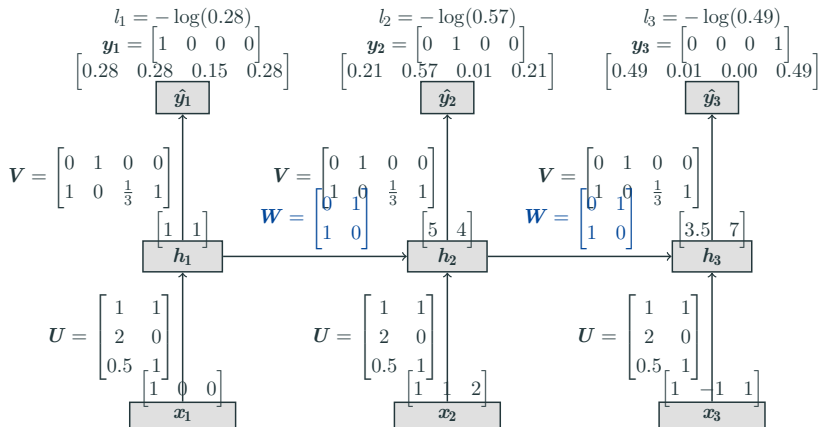 l₁ = − log(0.28) l₂ = − log(0.57) l₃ = − log(0.49)
y₁ = [1 0 0 0] y₂ = [0 1 0 0] y₃ = [0 0 0 1]
[0.28 0.28 0.15 0.28] [0.21 0.57 0.01 0.21] [0.49 0.01 0.00 0.49]
ŷ₁ ŷ₂ ŷ₃
V = [0 1 0 0 V = [0 1 0 0 V = [0 1 0 0
1 0 1/3 1] 1 0 1/3 1] 1 0 1/3 1]
W = [0 1 W = [0 1
1 0] 1 0]
[1 1] [5 4] [3.5 7]
h₁ h₂ h₃
U = [1 1 U = [1 1 U = [1 1
2 0 2 0 2 0
0.5 1] 0.5 1] 0.5 1]
[1 0 0] [1 1 2] [1 −1 1]
x₁ x₂ x₃